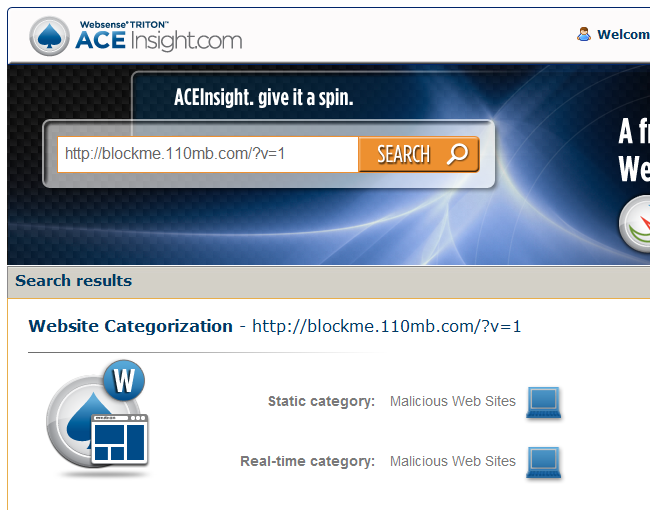 Websense® TRITON™
ACE Insight.com
Welcom
ACEInsight. give it a spin.
http://blockme.110mb.com/?v=1
SEARCH
A f
We
Search results
Website Categorization - http://blockme.110mb.com/?v=1
W
Static category: Malicious Web Sites
Real-time category: Malicious Web Sites